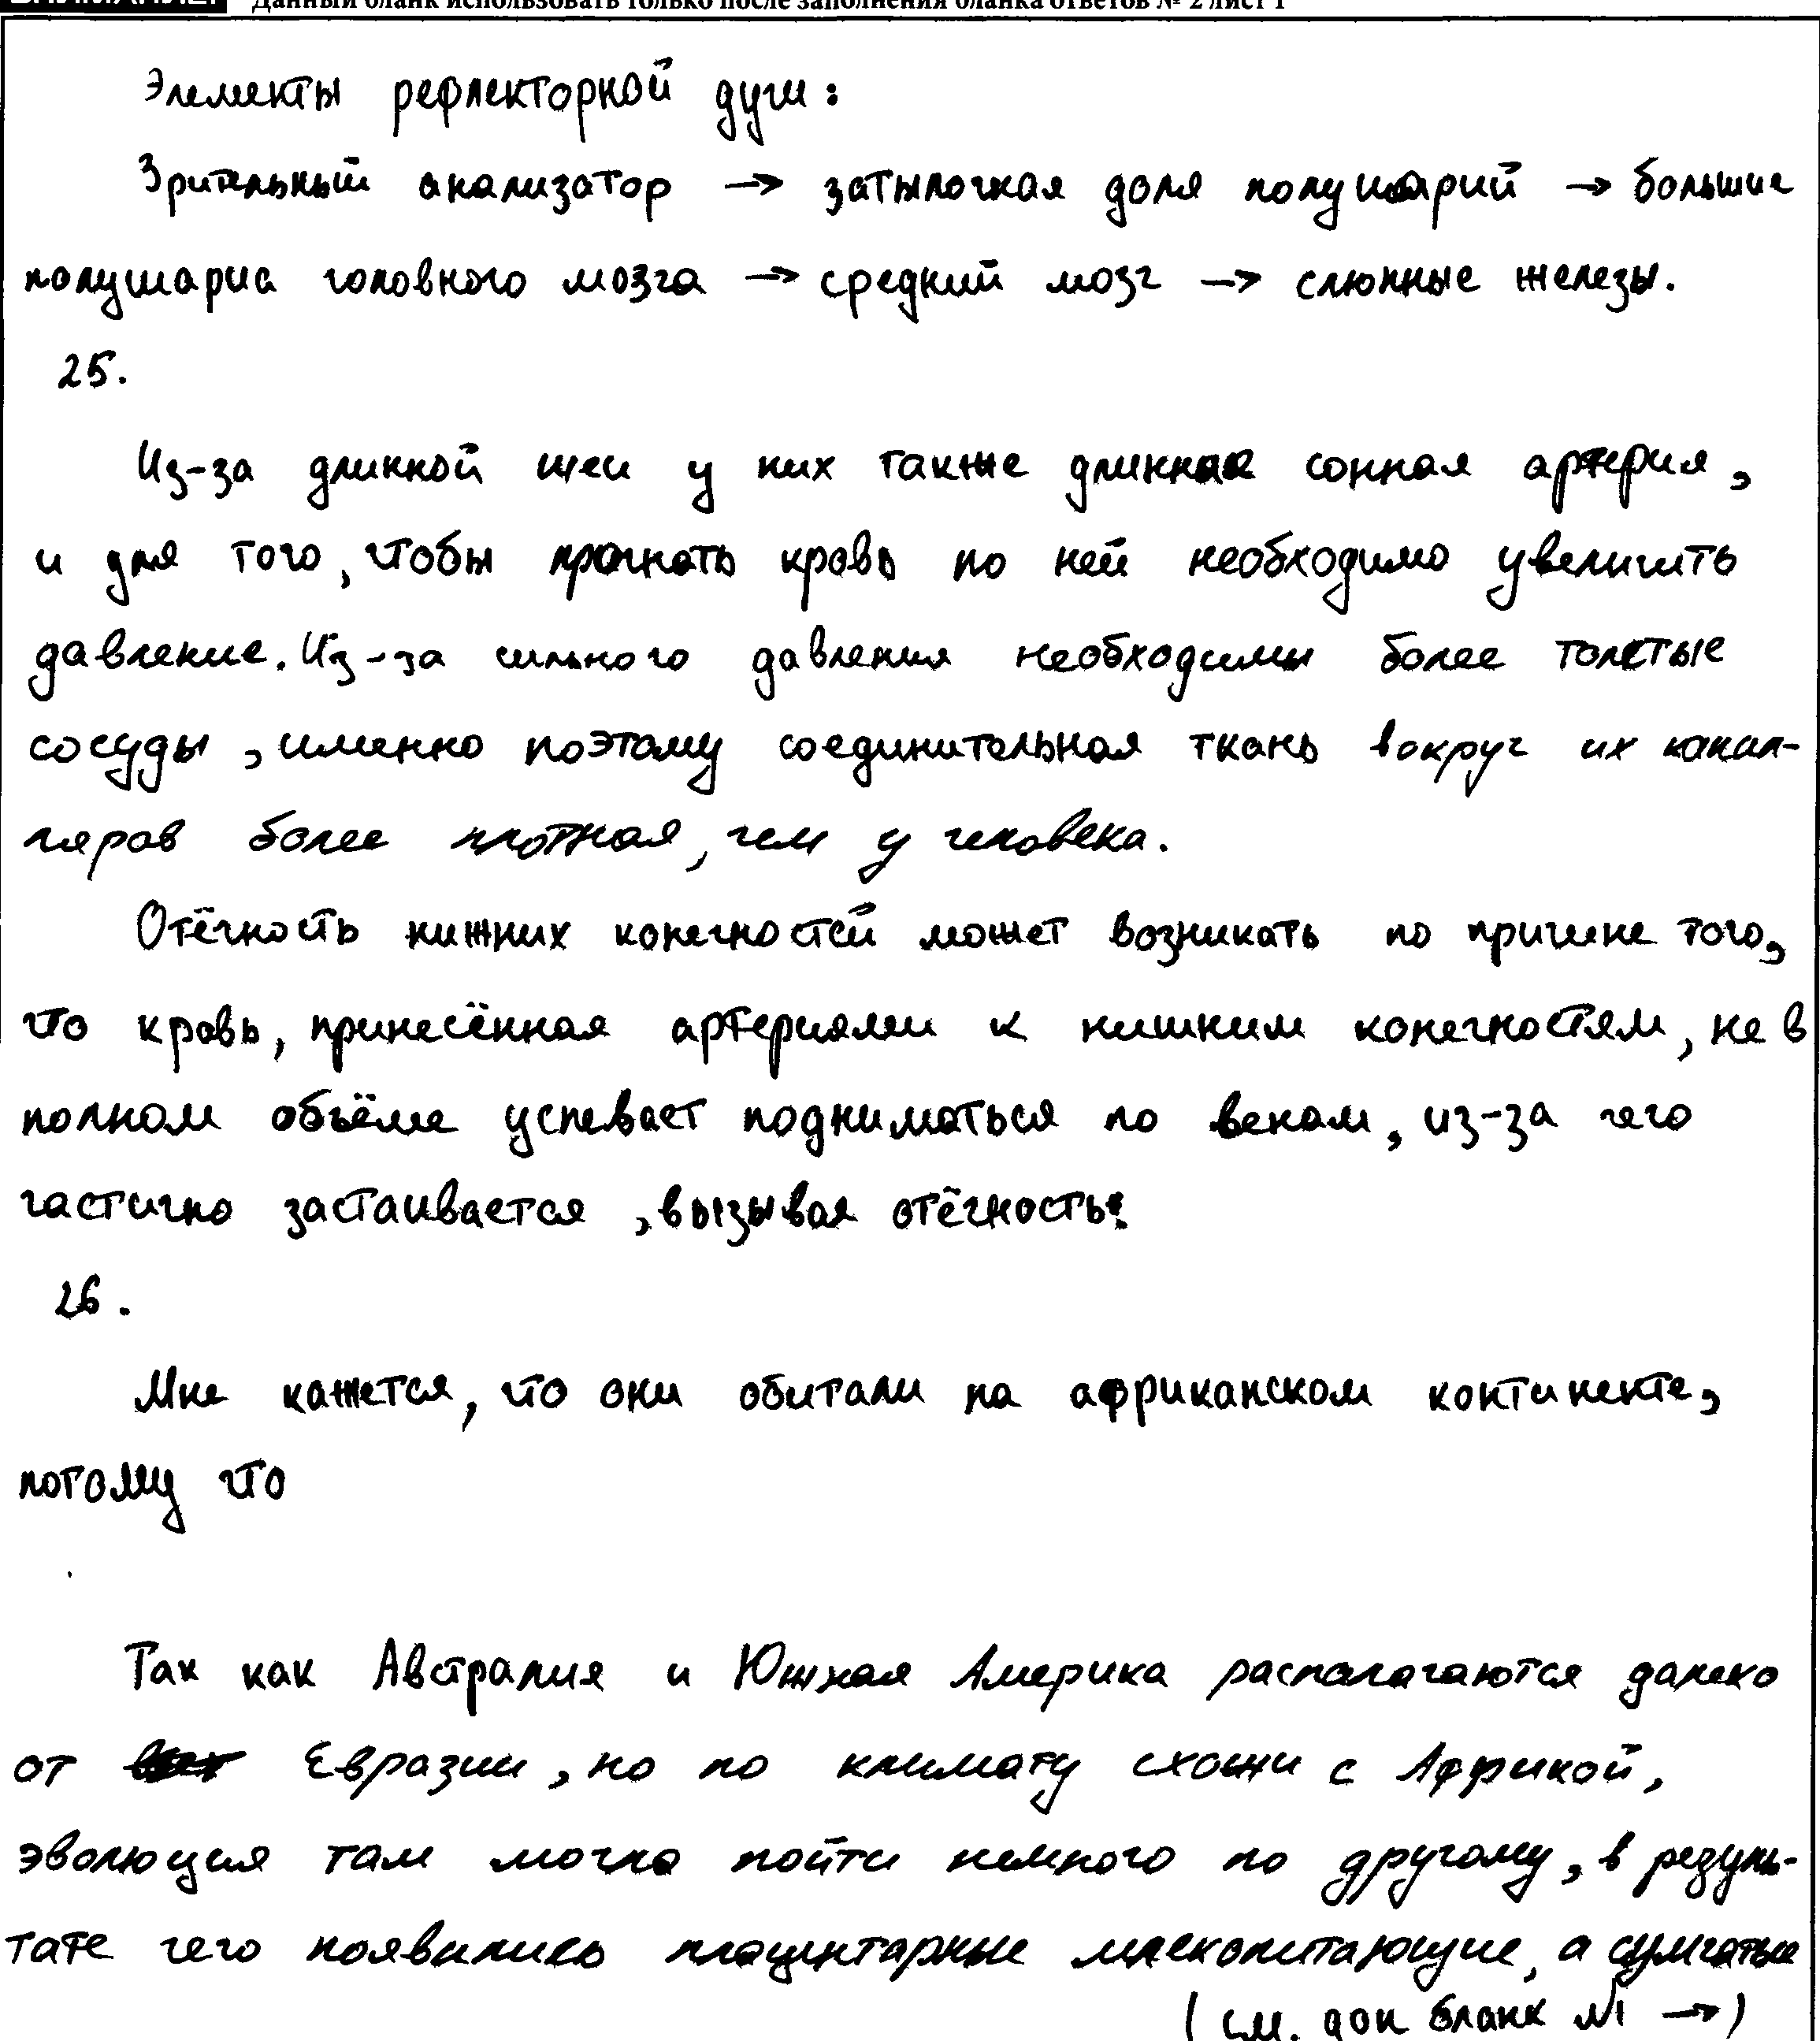 Данный бланк использовать только после заполнения бланка ответов № 2 лист 1
Элементы рефлекторной дуги:
Зрительный анализатор → затылочная доля полушарий → большие
полушария головного мозга → средний мозг → слюнные железы.
25.
Из-за длинной шеи у них также длинная сонная артерия,
и для того, чтобы прогнать кровь по ней необходимо увеличить
давление. Из-за сильного давления необходимы более толстые
сосуды, именно поэтому соединительная ткань вокруг их капил-
ляров более плотная, чем у человека.
Отёчность нижних конечностей может возникать по причине того,
что кровь, принесённая артериями к нижним конечностям, не в
полном объёме успевает подниматься по венам, из-за чего
частично застаивается, вызывая отёчность.
26.
Мне кажется, что они обитали на африканском континенте,
потому что
Так как Австралия и Южная Америка располагаются далеко
от Евразии, но по климату схожи с Африкой,
эволюция там могла пойти немного по другому, в резуль-
тате чего появились плацентарные млекопитающие, а сумчатые
(см. доп бланк №1 →)